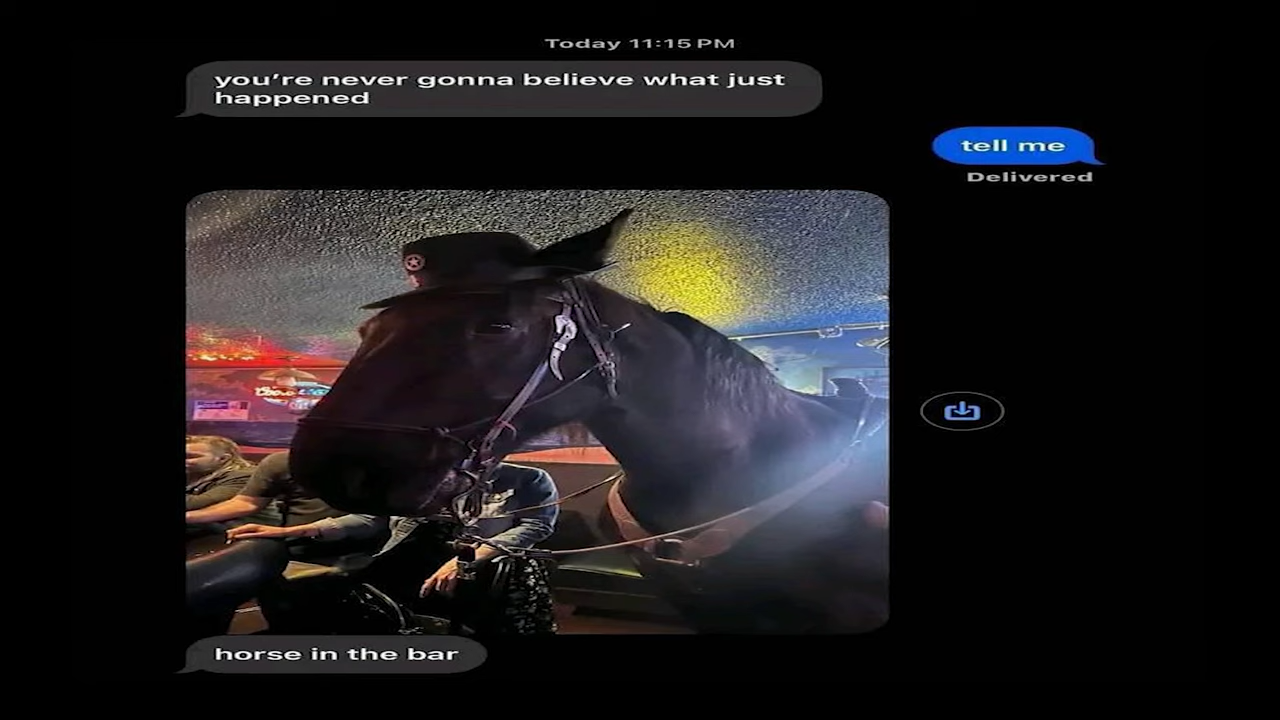 Today 11:15 PM
you're never gonna believe what just
happened
tell me
Delivered
horse in the bar